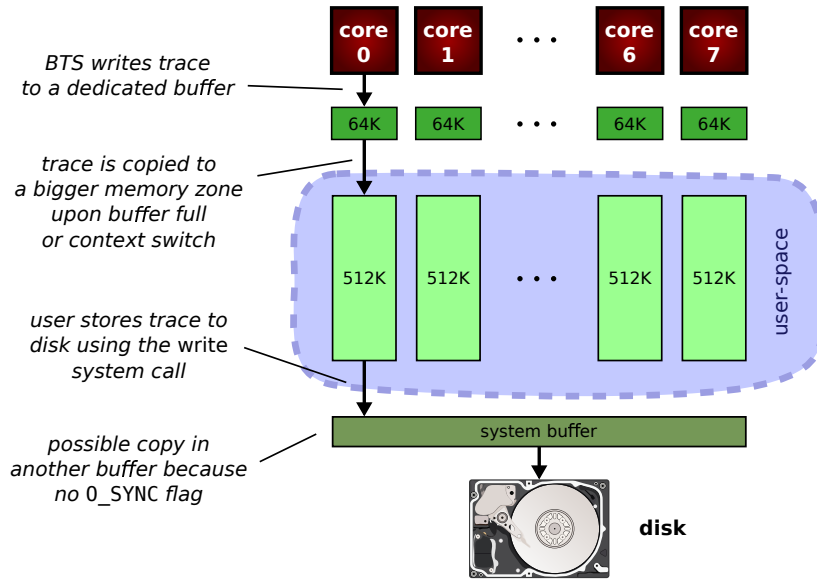 core
0
core
1
· · ·
core
6
core
7
BTS writes trace
to a dedicated buffer
64K
64K
· · ·
64K
64K
trace is copied to
a bigger memory zone
upon buffer full
or context switch
512K
512K
· · ·
512K
512K
user-space
user stores trace to
disk using the write
system call
system buffer
possible copy in
another buffer because
no O_SYNC flag
disk